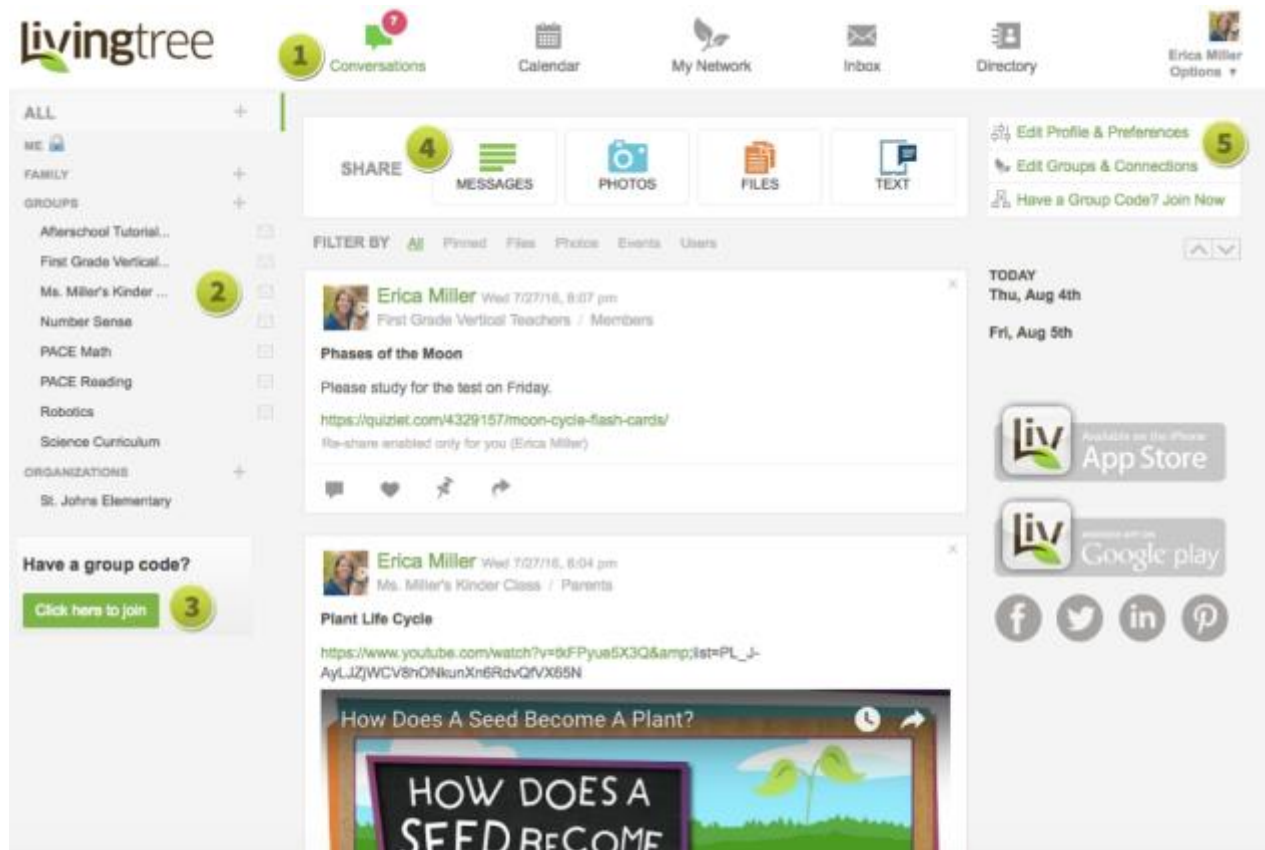 livingtree
1
7
Conversations
Calendar
My Network
Inbox
Directory
Erica Miller
Options ▼
ALL +
ME
FAMILY +
GROUPS +
Afterschool Tutorial...
First Grade Vertical...
Ms. Miller's Kinder ...
2
Number Sense
PACE Math
PACE Reading
Robotics
Science Curriculum
ORGANIZATIONS +
St. Johns Elementary
Have a group code?
Click here to join
3
SHARE
4
MESSAGES
PHOTOS
FILES
TEXT
FILTER BY All Pinned Files Photos Events Users
Erica Miller Wed 7/27/16, 8:07 pm
First Grade Vertical Teachers / Members
Phases of the Moon
Please study for the test on Friday.
https://quizlet.com/4329157/moon-cycle-flash-cards/
Re-share enabled only for you (Erica Miller)
Erica Miller Wed 7/27/16, 8:04 pm
Ms. Miller's Kinder Class / Parents
Plant Life Cycle
https://www.youtube.com/watch?v=tkFPyue5X3Q&amp;list=PL_J-
AyLJZjWCV8hONkunXn6RdvQfVX65N
How Does A Seed Become A Plant?
HOW DOES A
SEED BECOME
Edit Profile & Preferences
5
Edit Groups & Connections
Have a Group Code? Join Now
TODAY
Thu, Aug 4th
Fri, Aug 5th
Liv
Available on the iPhone
App Store
Liv
Google play